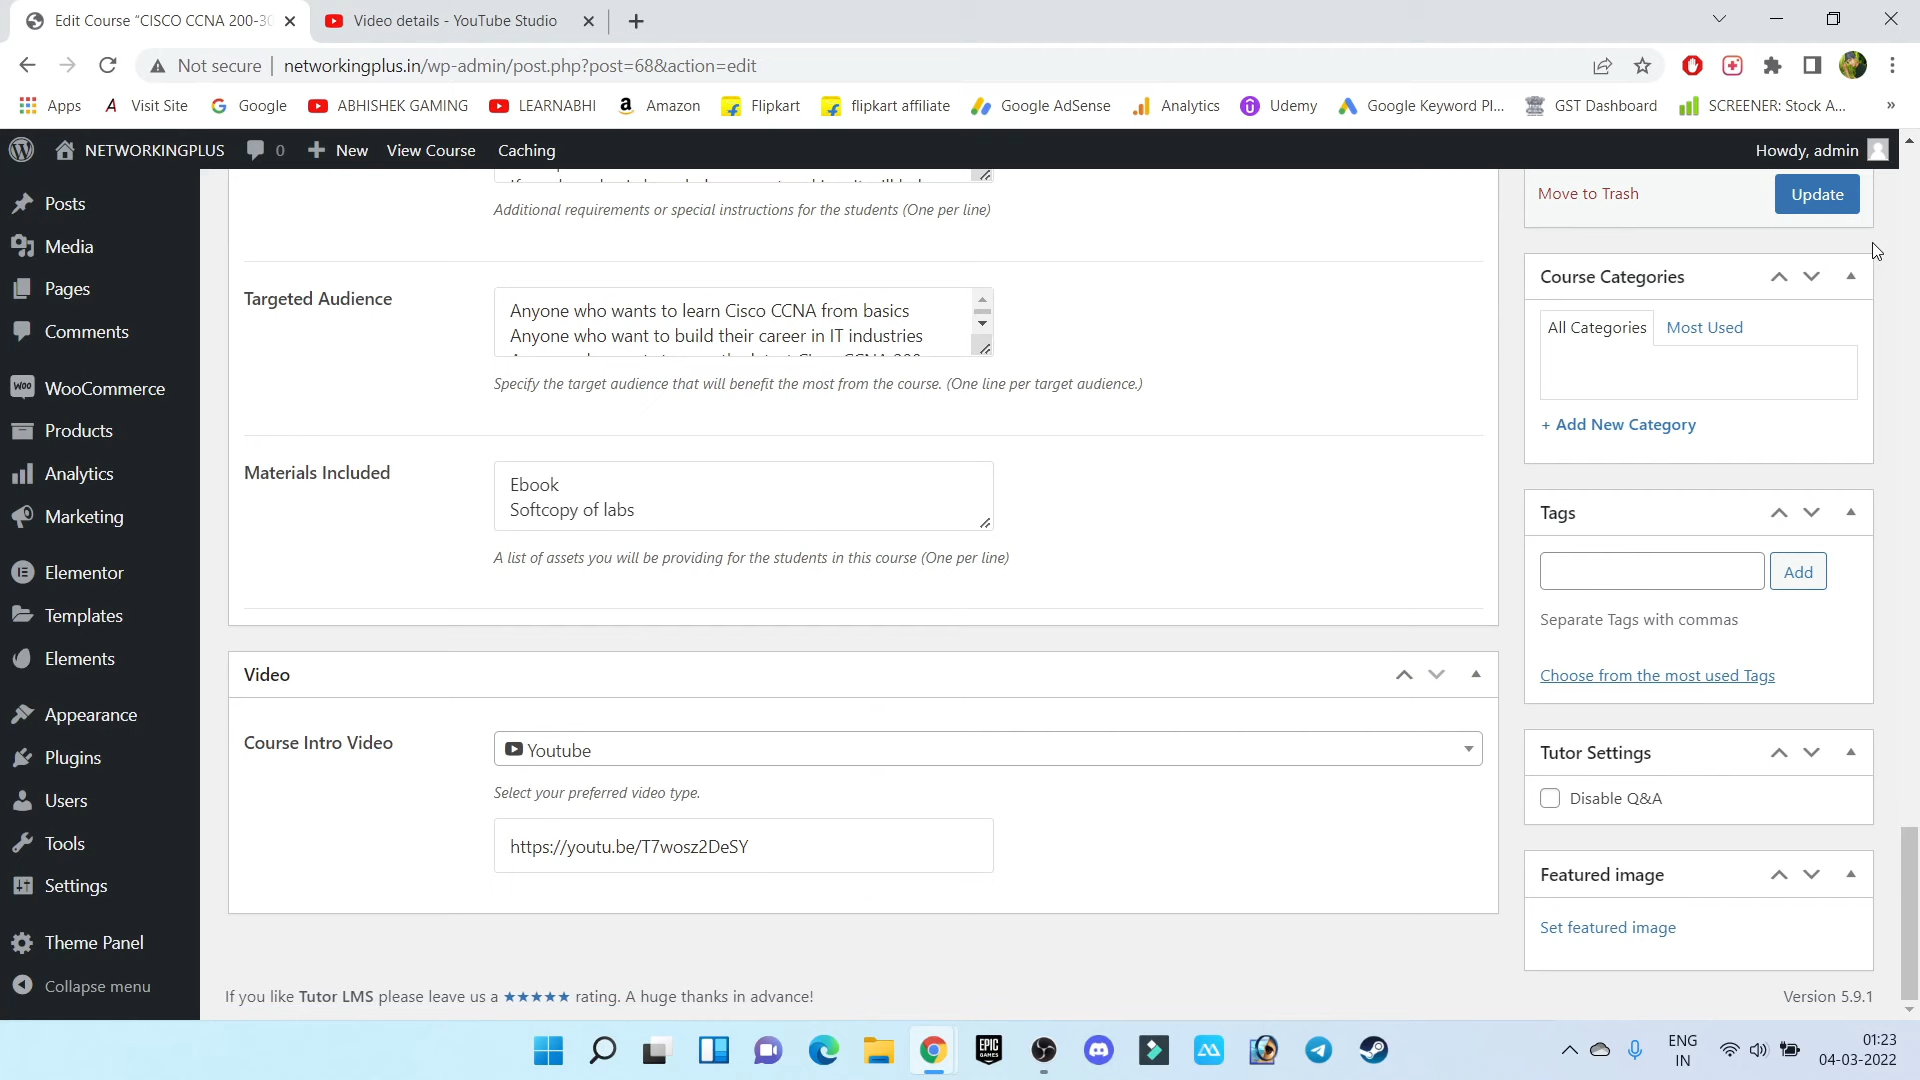 Edit Course “CISCO CCNA 200-30
Video details - YouTube Studio
Not secure
networkingplus.in/wp-admin/post.php?post=68&action=edit
Apps
Visit Site
Google
ABHISHEK GAMING
LEARNABHI
Amazon
Flipkart
flipkart affiliate
Google AdSense
Analytics
Udemy
Google Keyword Pl...
GST Dashboard
SCREENER: Stock A...
»
NETWORKINGPLUS
0
New
View Course
Caching
Howdy, admin
Posts
Media
Pages
Comments
WooCommerce
Products
Analytics
Marketing
Elementor
Templates
Elements
Appearance
Plugins
Users
Tools
Settings
Theme Panel
Collapse menu
Additional requirements or special instructions for the students (One per line)
Targeted Audience
Anyone who wants to learn Cisco CCNA from basics
Anyone who want to build their career in IT industries
Specify the target audience that will benefit the most from the course. (One line per target audience.)
Materials Included
Ebook
Softcopy of labs
A list of assets you will be providing for the students in this course (One per line)
Video
Course Intro Video
Youtube
Select your preferred video type.
https://youtu.be/T7wosz2DeSY
If you like Tutor LMS please leave us a ★★★★★ rating. A huge thanks in advance!
Move to Trash
Update
Course Categories
All Categories
Most Used
+ Add New Category
Tags
Add
Separate Tags with commas
Choose from the most used Tags
Tutor Settings
Disable Q&A
Featured image
Set featured image
Version 5.9.1
EPIC
GAMES
ENG
IN
01:23
04-03-2022